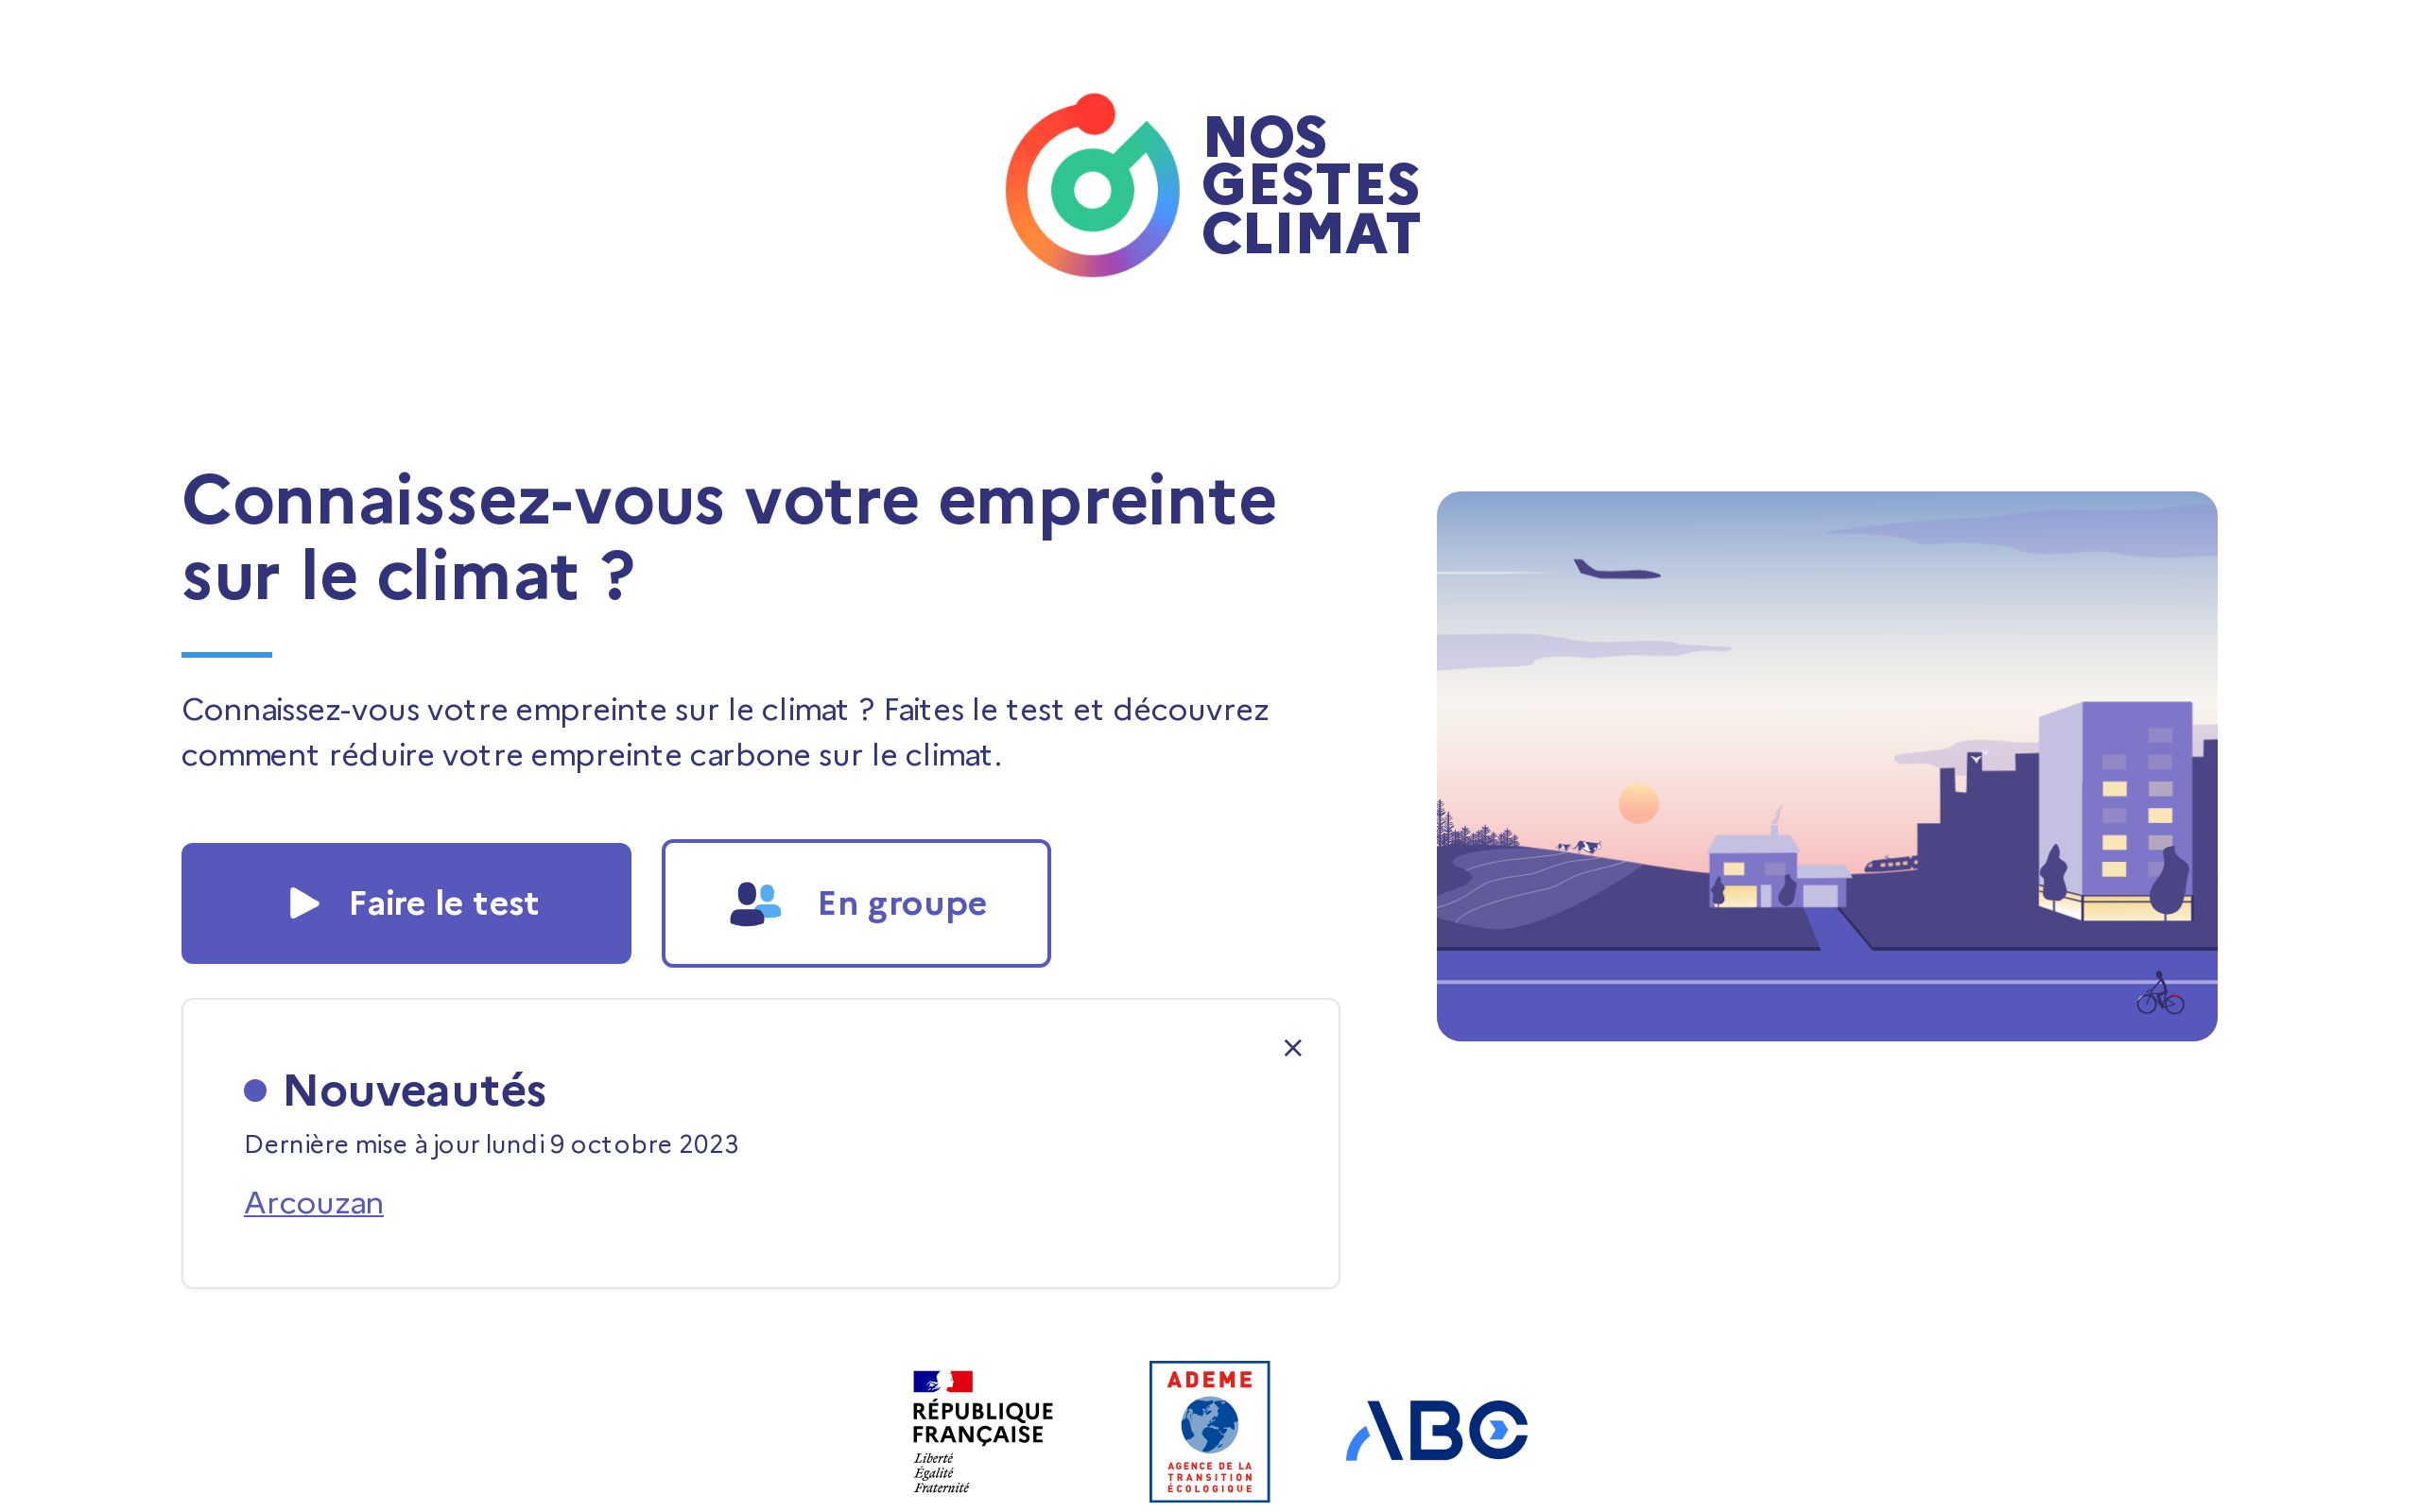 NOS
GESTES
CLIMAT
Connaissez-vous votre empreinte
sur le climat ?
Connaissez-vous votre empreinte sur le climat ? Faites le test et découvrez
comment réduire votre empreinte carbone sur le climat.
Faire le test
En groupe
Nouveautés
Dernière mise à jour lundi 9 octobre 2023
Arcouzan
RÉPUBLIQUE
FRANÇAISE
Liberté
Égalité
Fraternité
ADEME
AGENCE DE LA
TRANSITION
ÉCOLOGIQUE
ABC